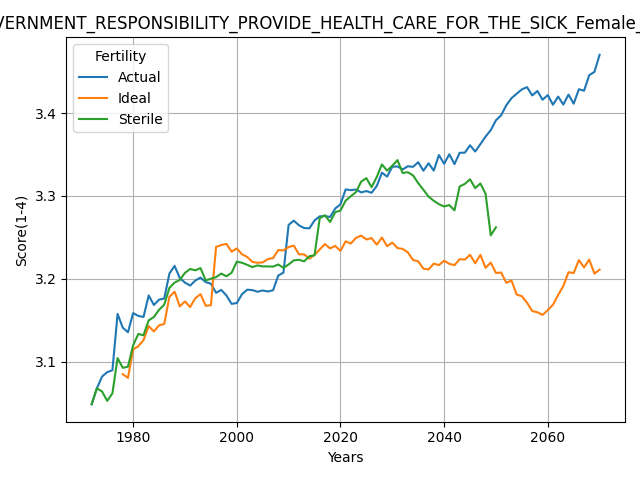 VERNMENT_RESPONSIBILITY_PROVIDE_HEALTH_CARE_FOR_THE_SICK_Female_
Fertility
Actual
Ideal
Sterile
Score(1-4)
3.4
3.3
3.2
3.1
1980 2000 2020 2040 2060
Years